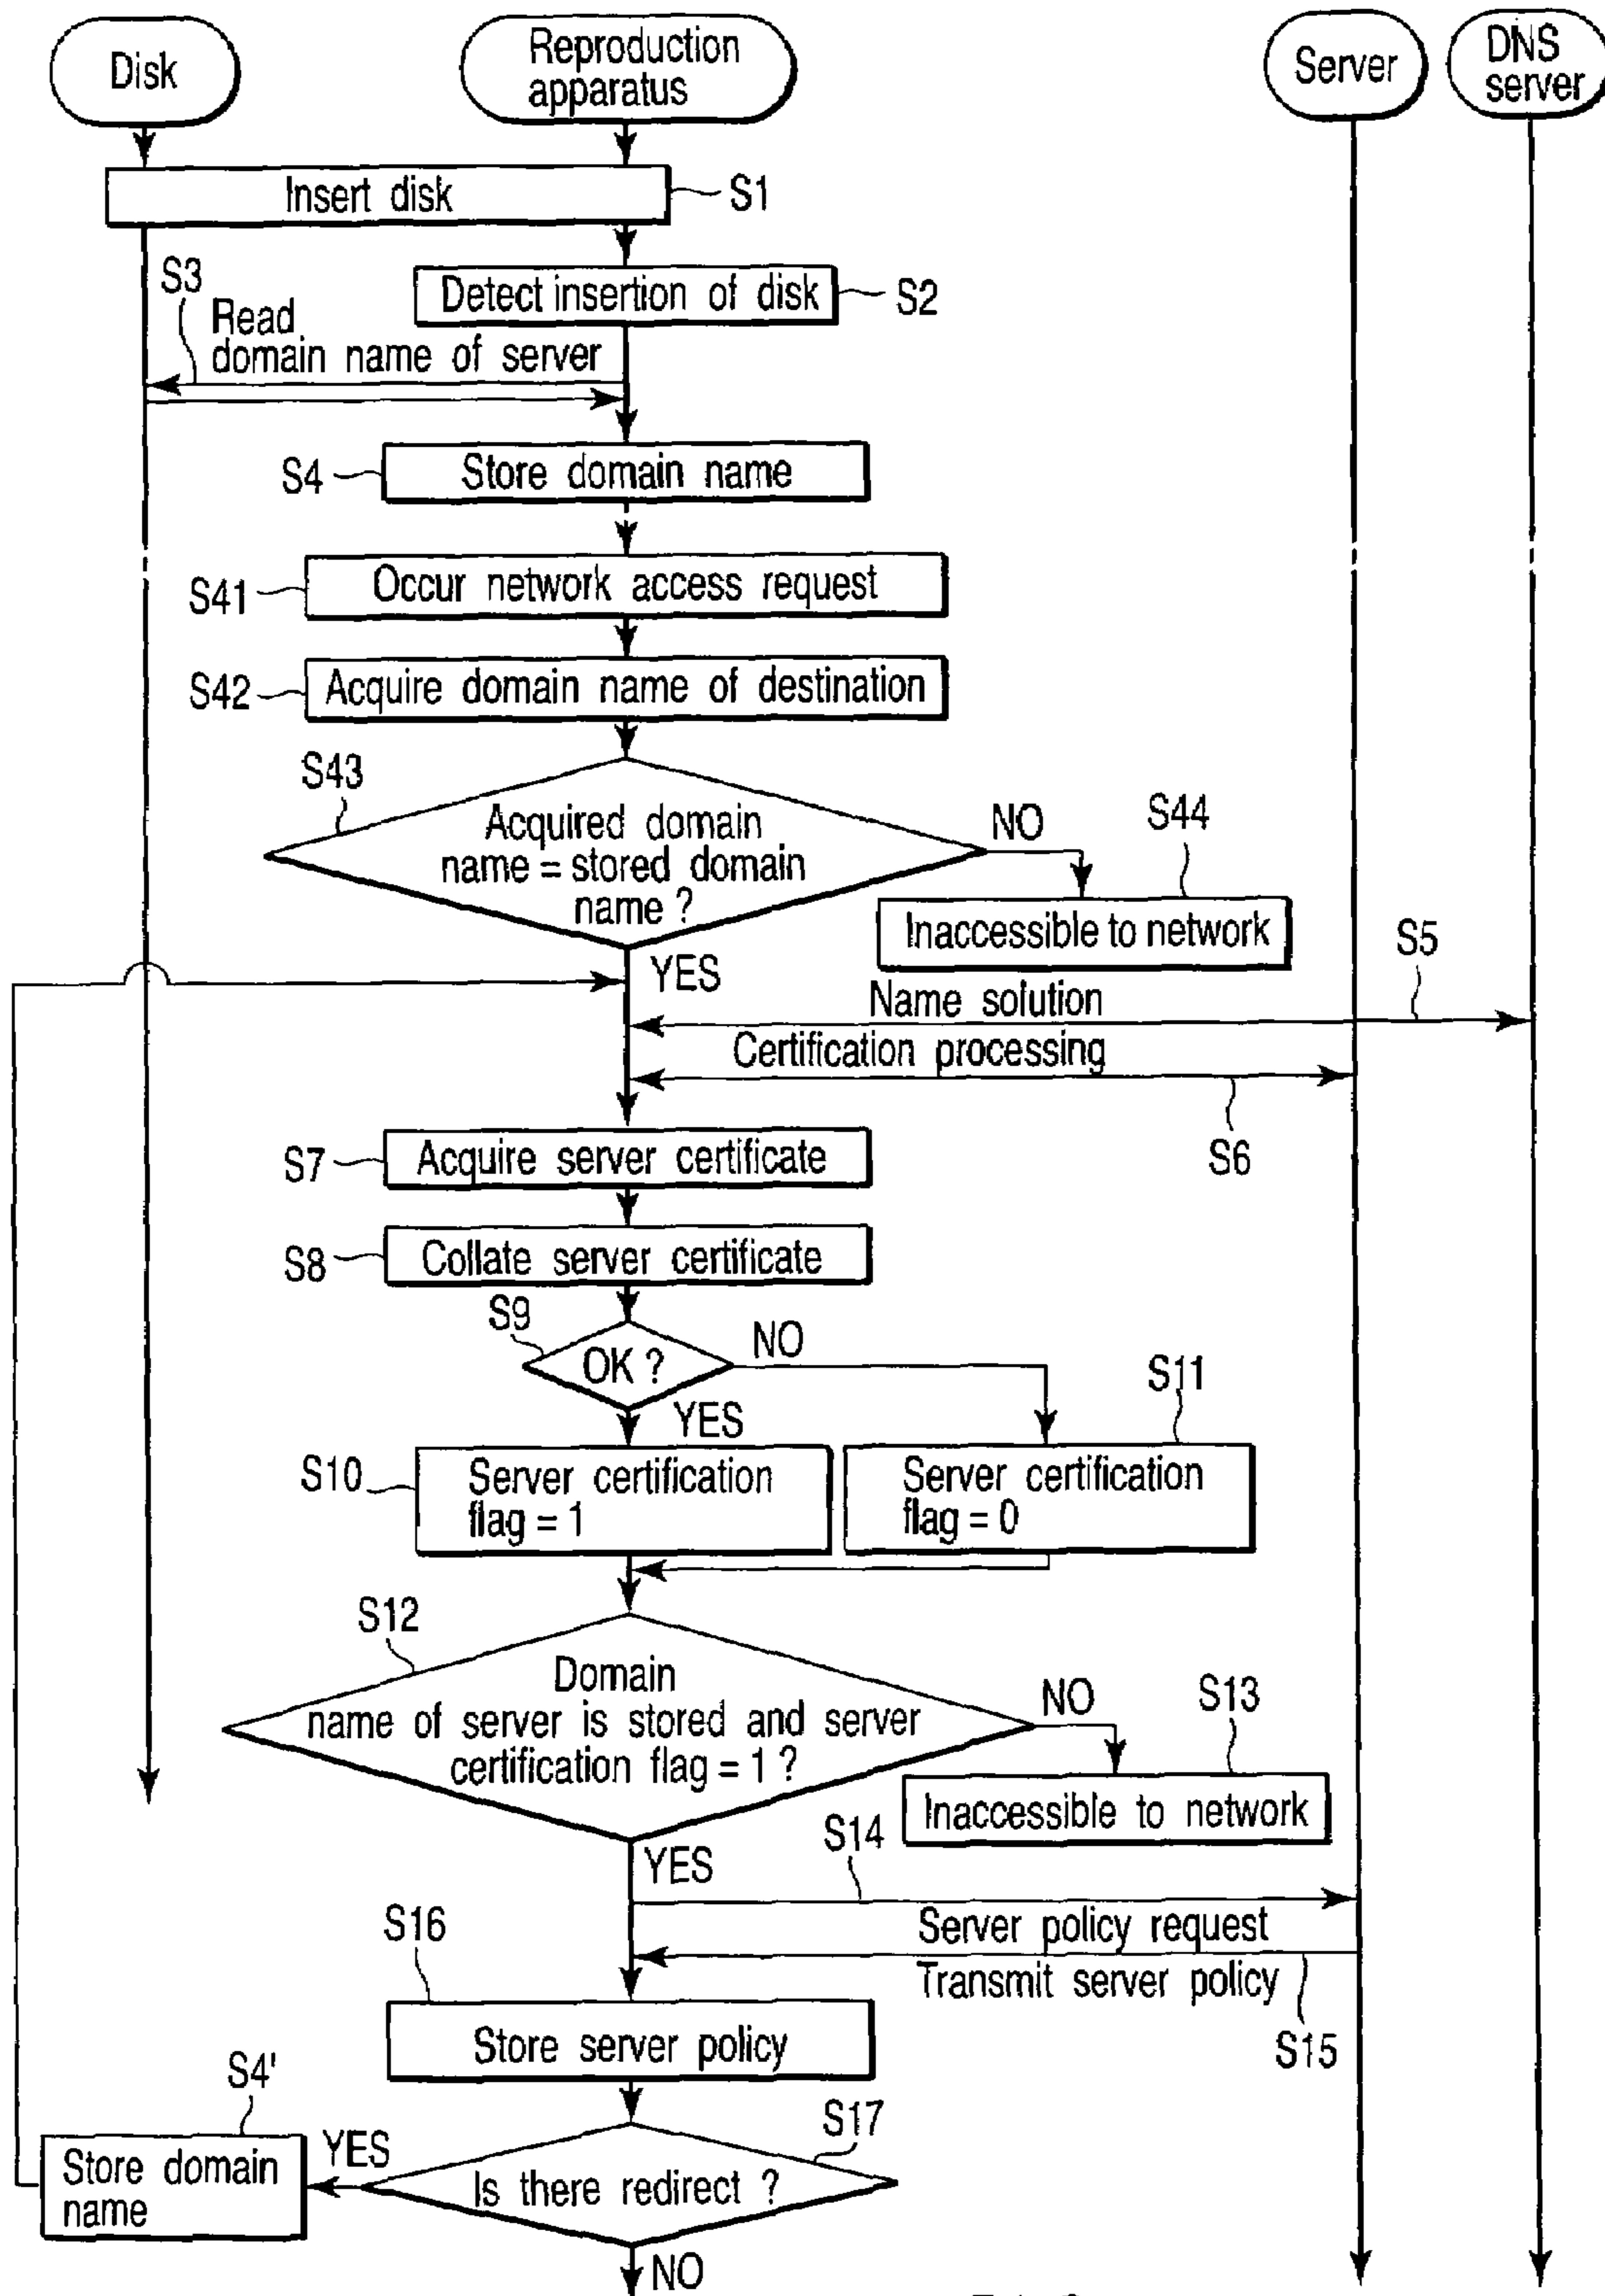 Disk
Reproduction
apparatus
Server
DNS
server
Insert disk
S1
S3
Detect insertion of disk
S2
Read
domain name of server
S4
Store domain name
S41
Occur network access request
S42
Acquire domain name of destination
S43
Acquired domain
name = stored domain
name ?
NO
S44
Inaccessible to network
YES
S5
Name solution
Certification processing
S6
S7
Acquire server certificate
S8
Collate server certificate
S9
OK ?
NO
YES
S11
S10
Server certification
flag = 1
Server certification
flag = 0
S12
Domain
name of server is stored and server
certification flag = 1 ?
NO
S13
Inaccessible to network
YES
S14
Server policy request
S16
Transmit server policy
S15
Store server policy
S4'
S17
Store domain
name
YES
Is there redirect ?
NO